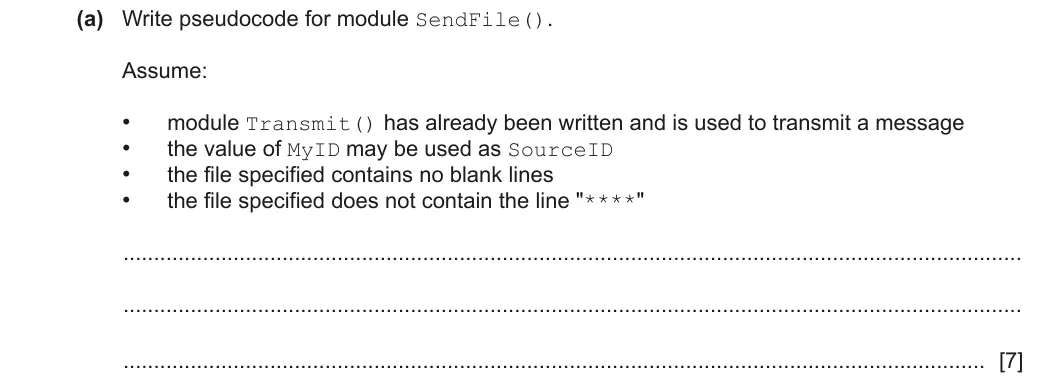 (a) Write pseudocode for module SendFile().
Assume:
• module Transmit() has already been written and is used to transmit a message
• the value of MyID may be used as SourceID
• the file specified contains no blank lines
• the file specified does not contain the line "****"
[7]